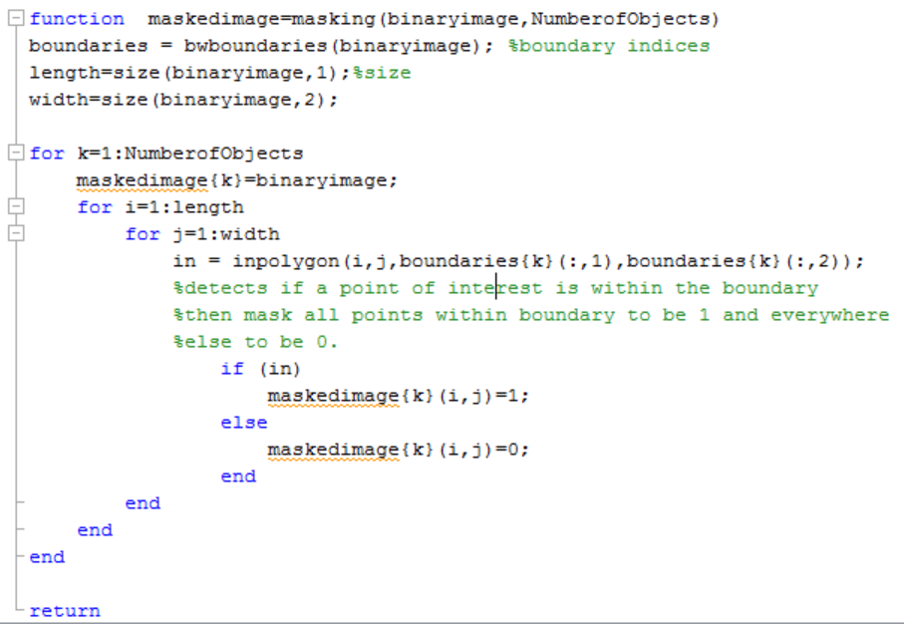 function  maskedimage=masking(binaryimage,NumberofObjects)
boundaries = bwboundaries(binaryimage); %boundary indices
length=size(binaryimage,1);%size
width=size(binaryimage,2);
for k=1:NumberofObjects
    maskedimage{k}=binaryimage;
    for i=1:length
        for j=1:width
            in = inpolygon(i,j,boundaries{k}(:,1),boundaries{k}(:,2));
            %detects if a point of interest is within the boundary
            %then mask all points within boundary to be 1 and everywhere
            %else to be 0.
                if (in)
                    maskedimage{k}(i,j)=1;
                else
                    maskedimage{k}(i,j)=0;
                end
        end
    end
end
return